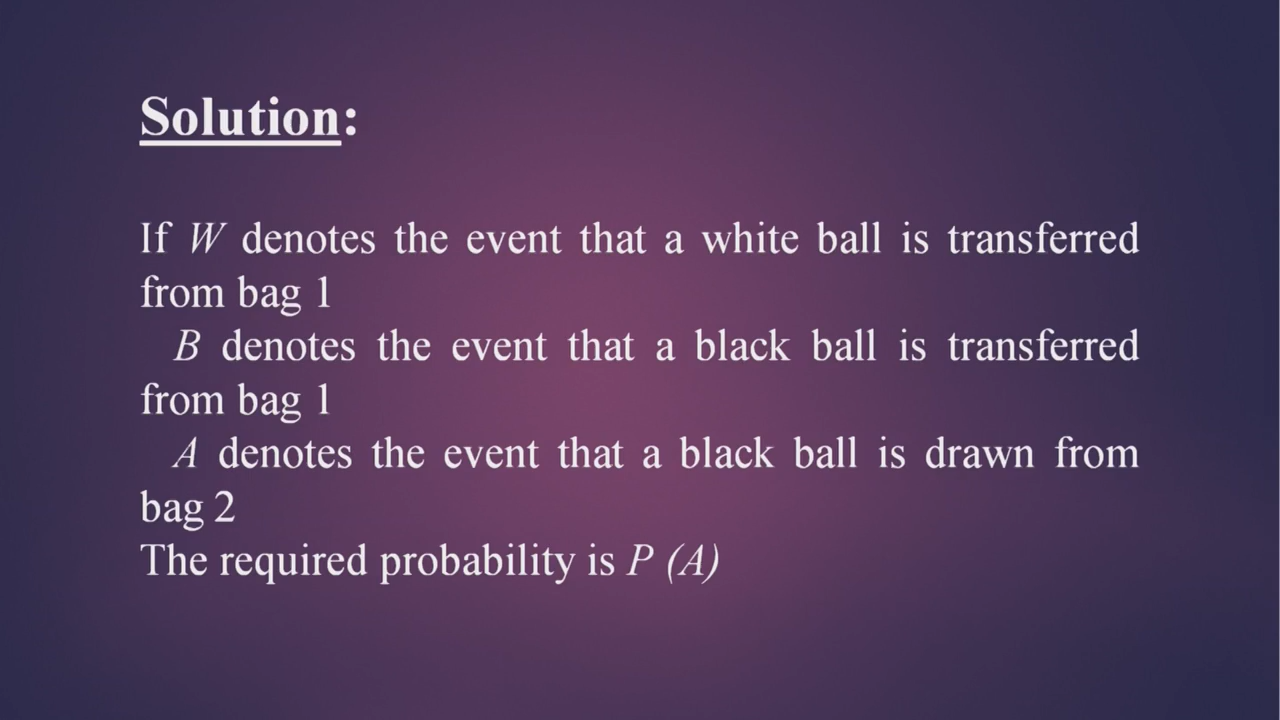 Solution:
If W denotes the event that a white ball is transferred
from bag 1
B denotes the event that a black ball is transferred
from bag 1
A denotes the event that a black ball is drawn from
bag 2
The required probability is P (A)